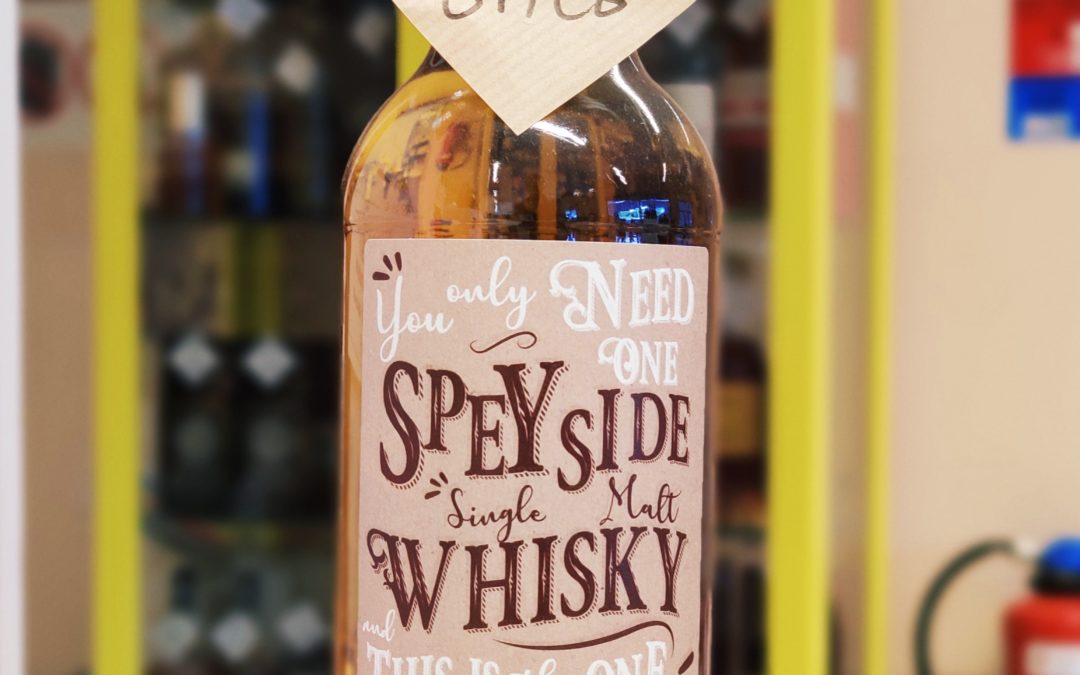 You only NEED
ONE
SPEYSIDE
Single Malt
WHISKY
and
THIS IS the ONE